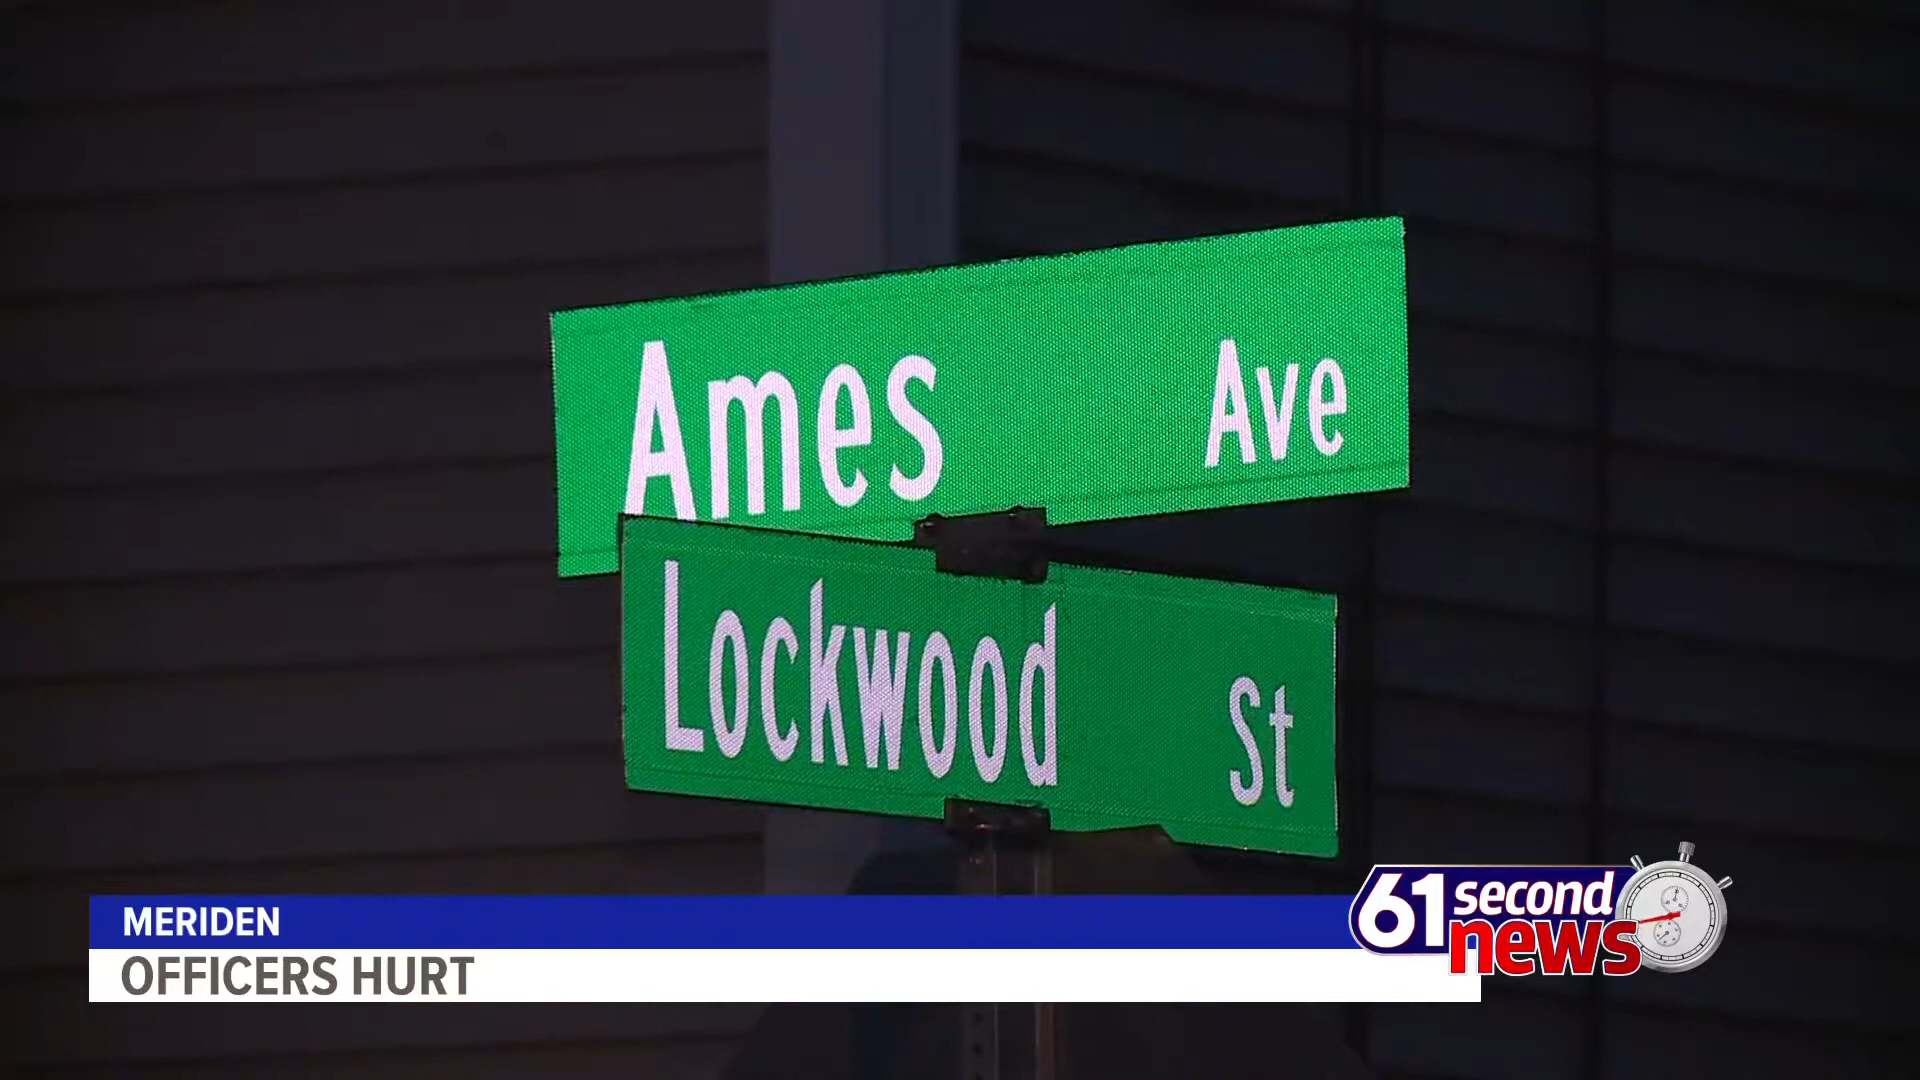 Ames Ave
Lockwood St
MERIDEN
OFFICERS HURT
61 second
news